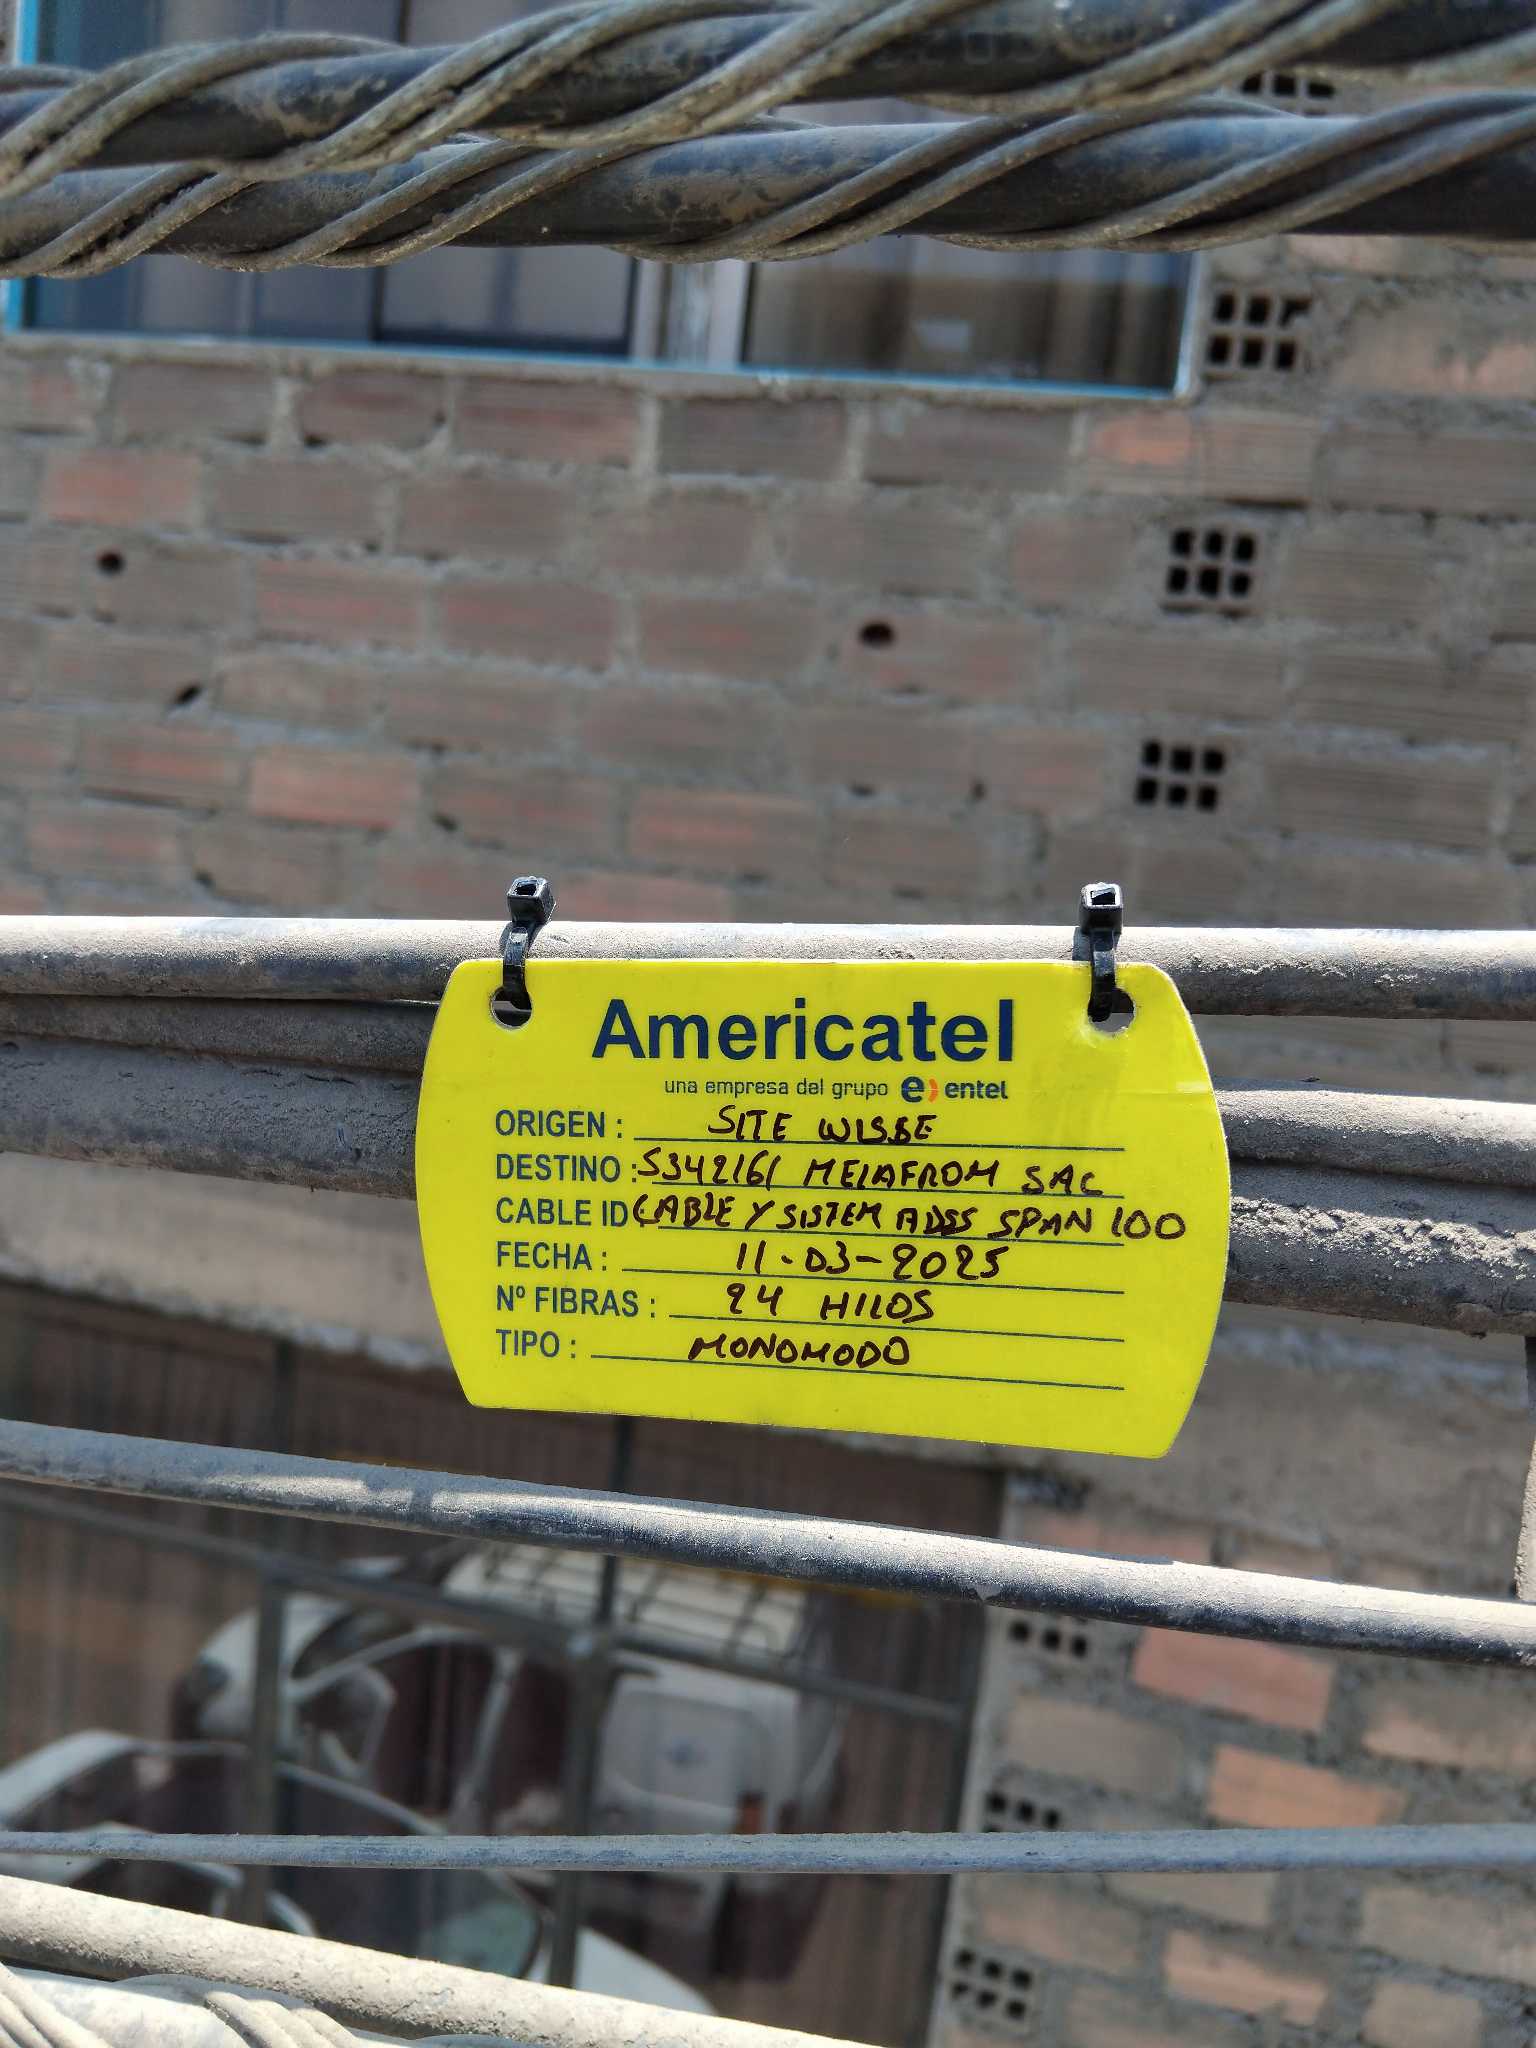 Americatel
una empresa del grupo entel
ORIGEN : SITE WISBE
DESTINO : S342161 MELAFROM SAC
CABLE ID CABLE Y SISTEM ADSS SPAN 100
FECHA : 11-03-2025
Nº FIBRAS : 24 HILOS
TIPO : MONOMODO